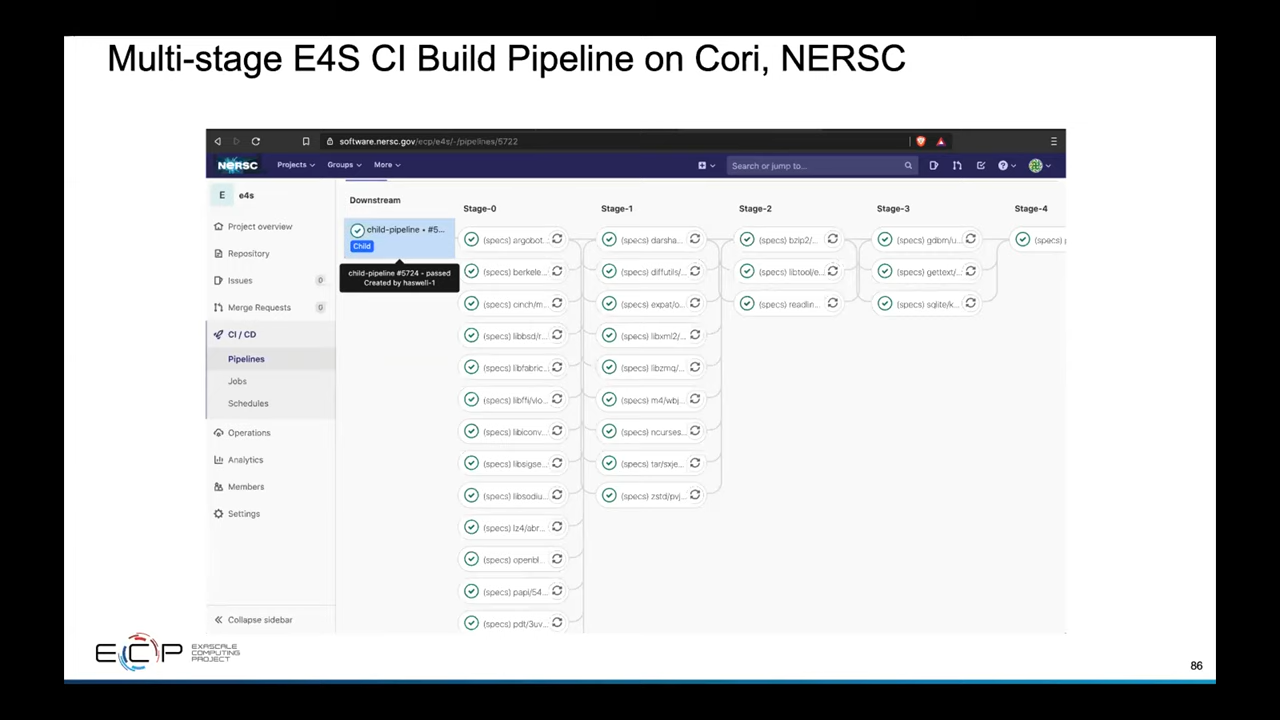 Multi-stage E4S CI Build Pipeline on Cori, NERSC
software.nersc.gov/ecp/e4s/-/pipelines/5722
NERSC
Projects
Groups
More
Search or jump to...
E e4s
Project overview
Repository
Issues 0
Merge Requests 0
CI / CD
Pipelines
Jobs
Schedules
Operations
Analytics
Members
Settings
Collapse sidebar
Downstream
child-pipeline • #5...
Child
child-pipeline #5724 - passed
Created by haswell-1
Stage-0
(specs) argobot...
(specs) berkele...
(specs) cinch/m...
(specs) libbsd/r...
(specs) libfabric...
(specs) libffi/vlo...
(specs) libiconv...
(specs) libsigse...
(specs) libsodiu...
(specs) lz4/abr...
(specs) openbl...
(specs) papi/54...
(specs) pdt/3uv...
Stage-1
(specs) darsha...
(specs) diffutils/...
(specs) expat/o...
(specs) libxml2/...
(specs) libzmq/...
(specs) m4/wbj...
(specs) ncurses...
(specs) tar/sxje...
(specs) zstd/pvj...
Stage-2
(specs) bzip2/...
(specs) libtool/e...
(specs) readlin...
Stage-3
(specs) gdbm/u...
(specs) gettext/...
(specs) sqlite/k...
Stage-4
(specs)
ECP
EXASCALE
COMPUTING
PROJECT
86